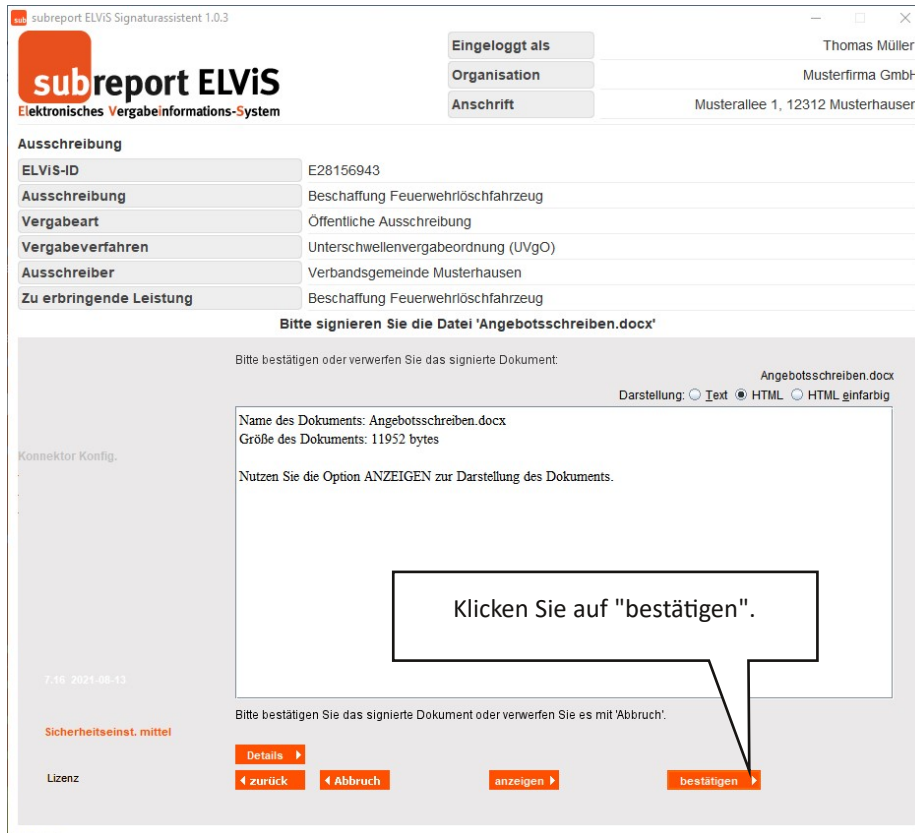 sub subreport ELViS Signaturassistent 1.0.3
subreport ELViS
Elektronisches Vergabeinformations-System
Eingeloggt als Thomas Müller
Organisation Musterfirma GmbH
Anschrift Musterallee 1, 12312 Musterhausen
Ausschreibung
ELViS-ID E28156943
Ausschreibung Beschaffung Feuerwehrlöschfahrzeug
Vergabeart Öffentliche Ausschreibung
Vergabeverfahren Unterschwellenvergabeordnung (UVgO)
Ausschreiber Verbandsgemeinde Musterhausen
Zu erbringende Leistung Beschaffung Feuerwehrlöschfahrzeug
Bitte signieren Sie die Datei 'Angebotsschreiben.docx'
Bitte bestätigen oder verwerfen Sie das signierte Dokument:
Angebotsschreiben.docx
Darstellung: Text HTML HTML einfarbig
Name des Dokuments: Angebotsschreiben.docx
Größe des Dokuments: 11952 bytes
Konnektor Konfig.
Nutzen Sie die Option ANZEIGEN zur Darstellung des Dokuments.
Klicken Sie auf "bestätigen".
7.16 2021-08-13
Bitte bestätigen Sie das signierte Dokument oder verwerfen Sie es mit 'Abbruch'.
Sicherheitseinst. mittel
Details
Lizenz
zurück Abbruch anzeigen bestätigen